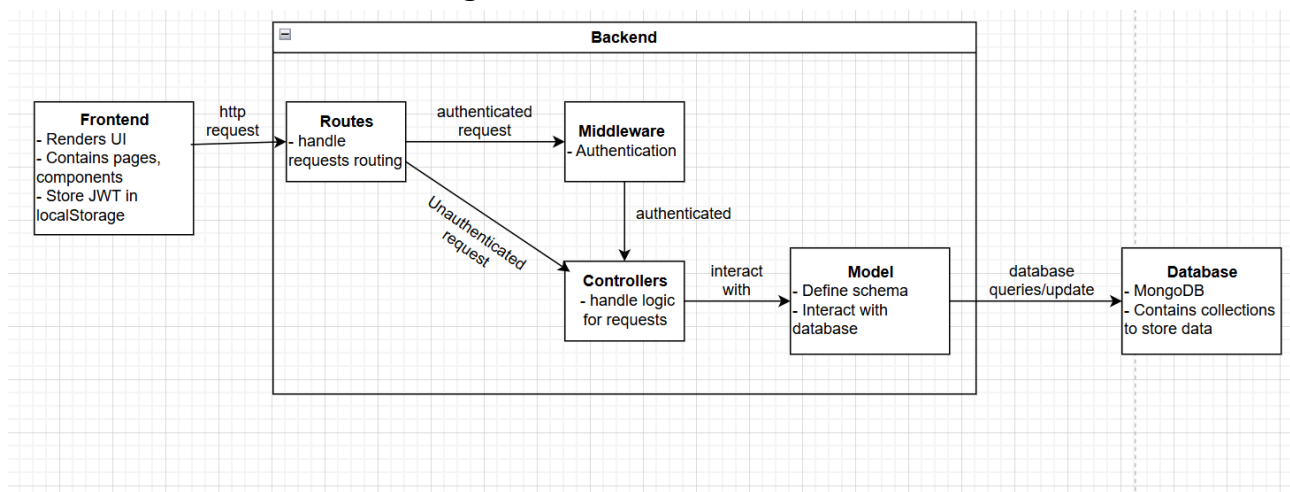 Backend
Frontend
- Renders UI
- Contains pages,
components
- Store JWT in
localStorage
http
request
Routes
- handle
requests routing
authenticated
request
Middleware
- Authentication
Unauthenticated
request
authenticated
Controllers
- handle logic
for requests
interact
with
Model
- Define schema
- Interact with
database
database
queries/update
Database
- MongoDB
- Contains collections
to store data